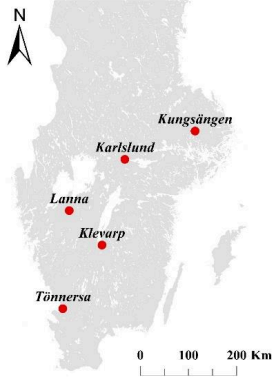 N
Kungsängen
Karlslund
Lanna
Klevarp
Tönnersa
0 100 200 Km